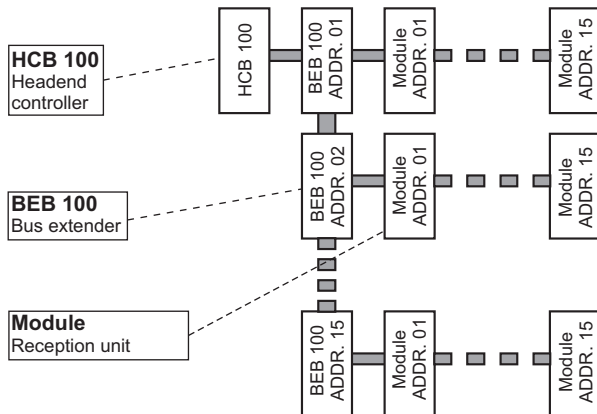 HCB 100
Headend
controller
HCB 100
BEB 100
ADDR. 01
Module
ADDR. 01
Module
ADDR. 15
BEB 100
Bus extender
BEB 100
ADDR. 02
Module
ADDR. 01
Module
ADDR. 15
Module
Reception unit
BEB 100
ADDR. 15
Module
ADDR. 01
Module
ADDR. 15